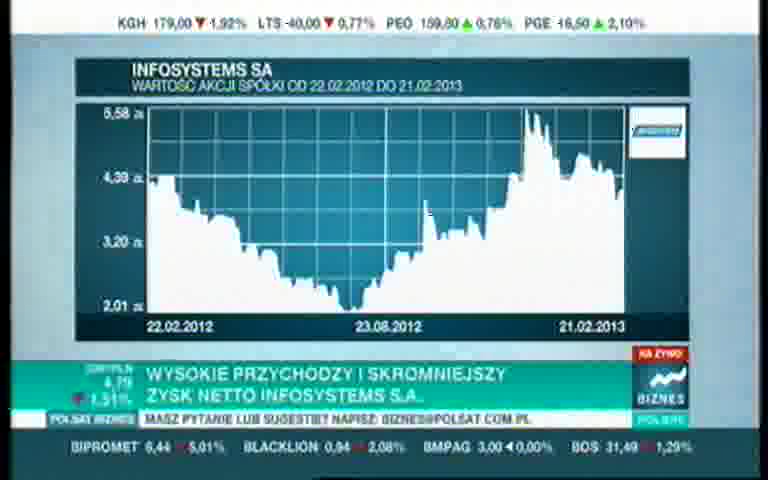 KGH 179,00 ▼ 1,92% LTS -40,00 ▼ 0,77% PEO 159,80 ▲ 0,76% PGE -16,50 ▲ 2,10%
INFOSYSTEMS SA
WARTOŚĆ AKCJI SPÓŁKI OD 22.02.2012 DO 21.02.2013
5,58 zł
4,39 zł
3,20 zł
2,01 zł
22.02.2012 23.08.2012 21.02.2013
NA ŻYWO
WYSOKIE PRZYCHODZY I SKROMNIEJSZY
ZYSK NETTO INFOSYSTEMS S.A.
BIZNES
POLSAT BIZNES MASZ PYTANIE LUB SUGESTIE? NAPISZ: BIZNES@POLSAT.COM.PL
BIPROMET 6,44 5,01% BLACKLION 0,94 2,08% BMPAG 3,00 ◄ 0,00% BOS 31,49 1,29%